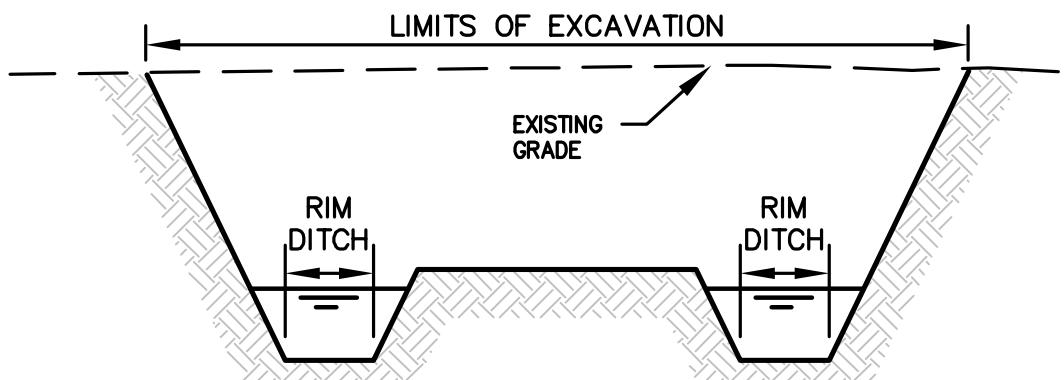 LIMITS OF EXCAVATION
EXISTING
GRADE
RIM
DITCH
RIM
DITCH